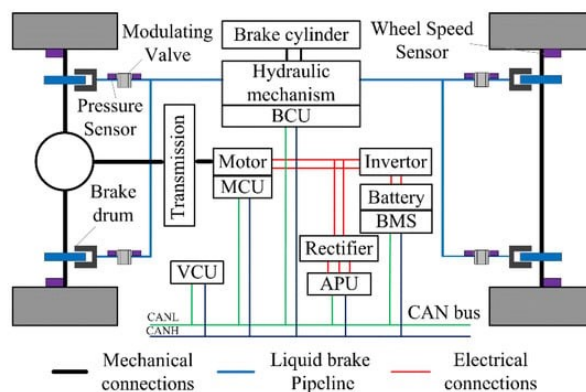 Brake cylinder
Modulating
Valve
Wheel Speed
Sensor
Hydraulic
mechanism
BCU
Pressure
Sensor
Transmission
Motor
MCU
Invertor
Battery
BMS
Brake
drum
Rectifier
APU
VCU
CANL
CAN bus
CANH
Mechanical
connections
Liquid brake
Pipeline
Electrical
connections